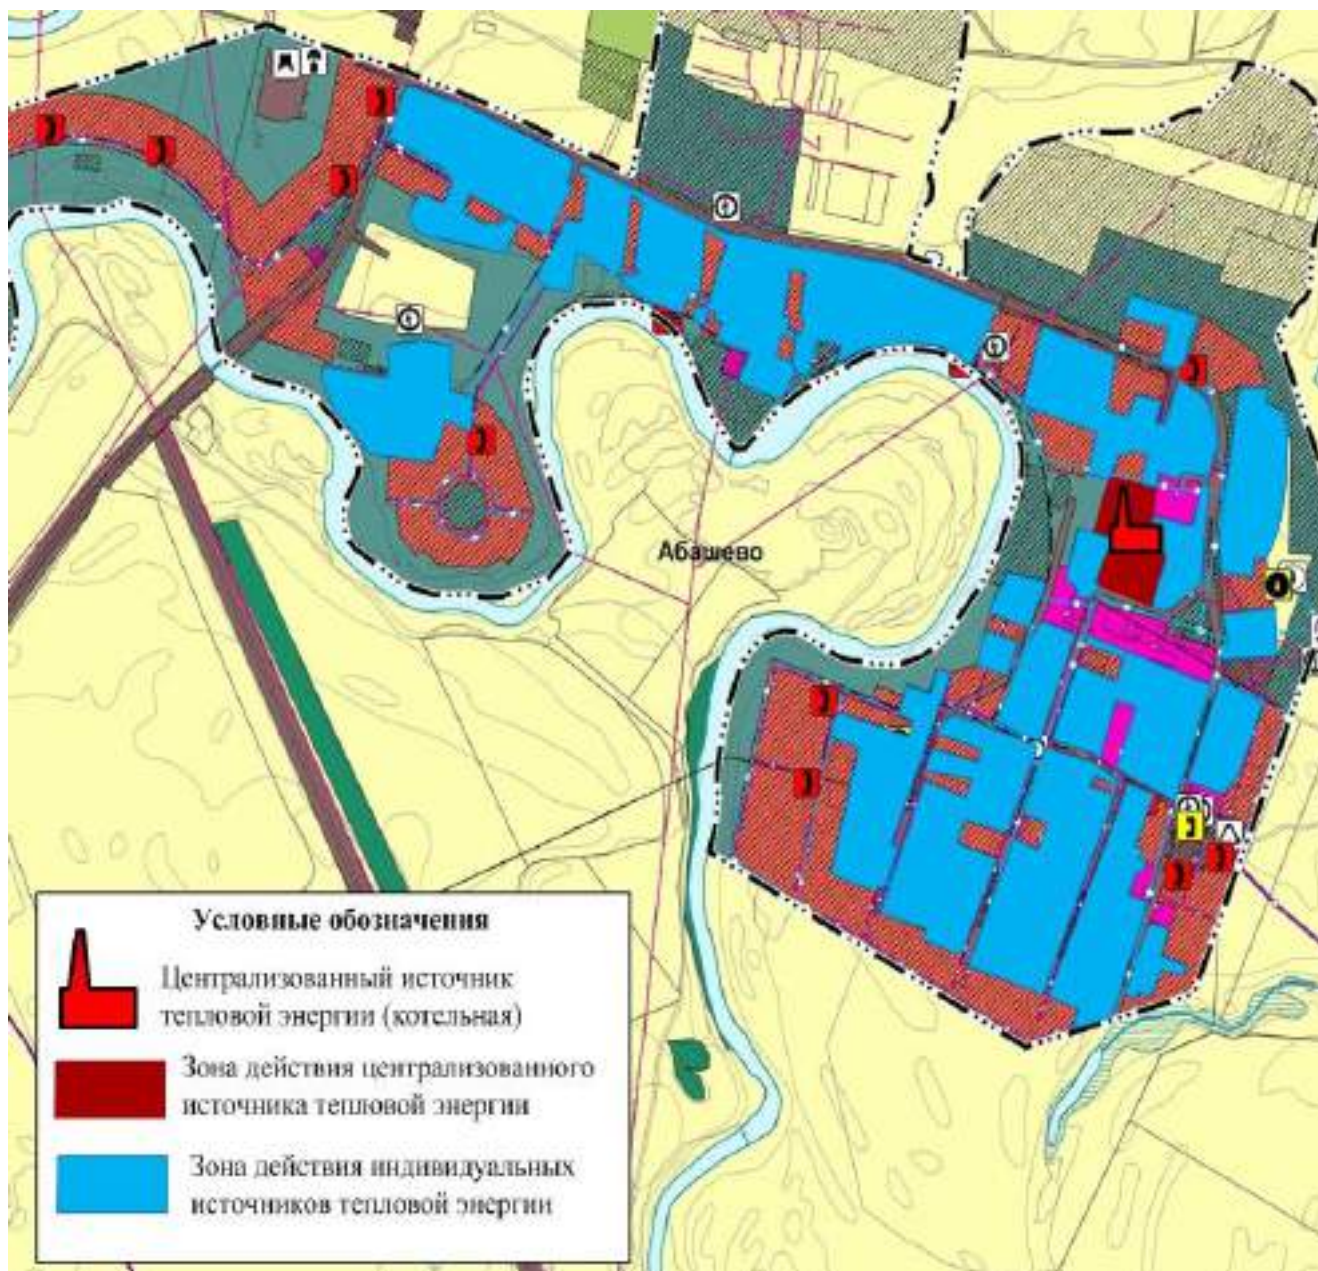 Абашево
Условные обозначения
Централизованный источник
тепловой энергии (котельная)
Зона действия централизованного
источника тепловой энергии
Зона действия индивидуальных
источников тепловой энергии